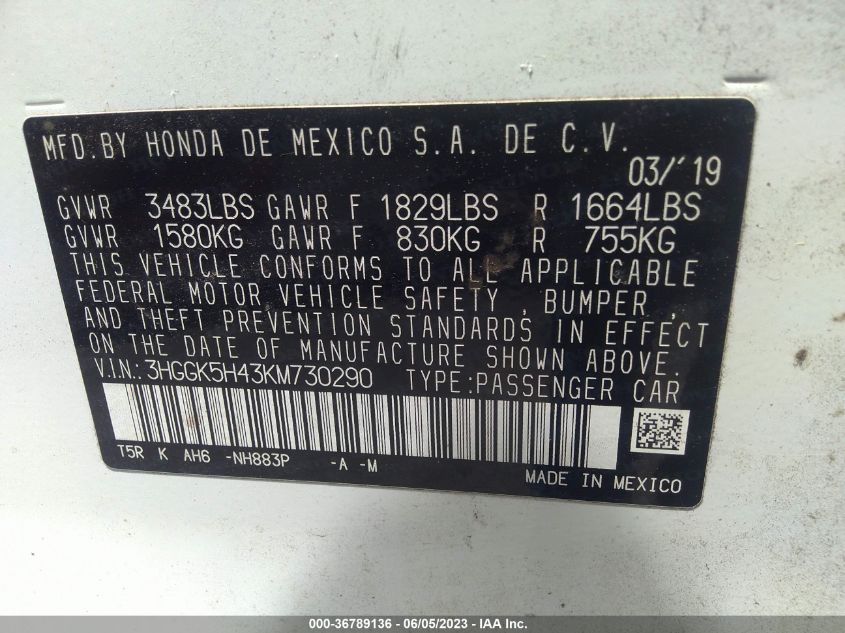 MFD.BY HONDA DE MEXICO S.A. DE C.V.
03/'19
GVWR 3483LBS GAWR F 1829LBS R 1664LBS
GVWR 1580KG GAWR F 830KG R 755KG
THIS VEHICLE CONFORMS TO ALL APPLICABLE
FEDERAL MOTOR VEHICLE SAFETY, BUMPER,
AND THEFT PREVENTION STANDARDS IN EFFECT
ON THE DATE OF MANUFACTURE SHOWN ABOVE.
V.I.N.:3HGGK5H43KM730290 TYPE:PASSENGER CAR
T5R K AH6 -NH883P -A -M
MADE IN MEXICO
000-36789136 - 06/05/2023 - IAA Inc.